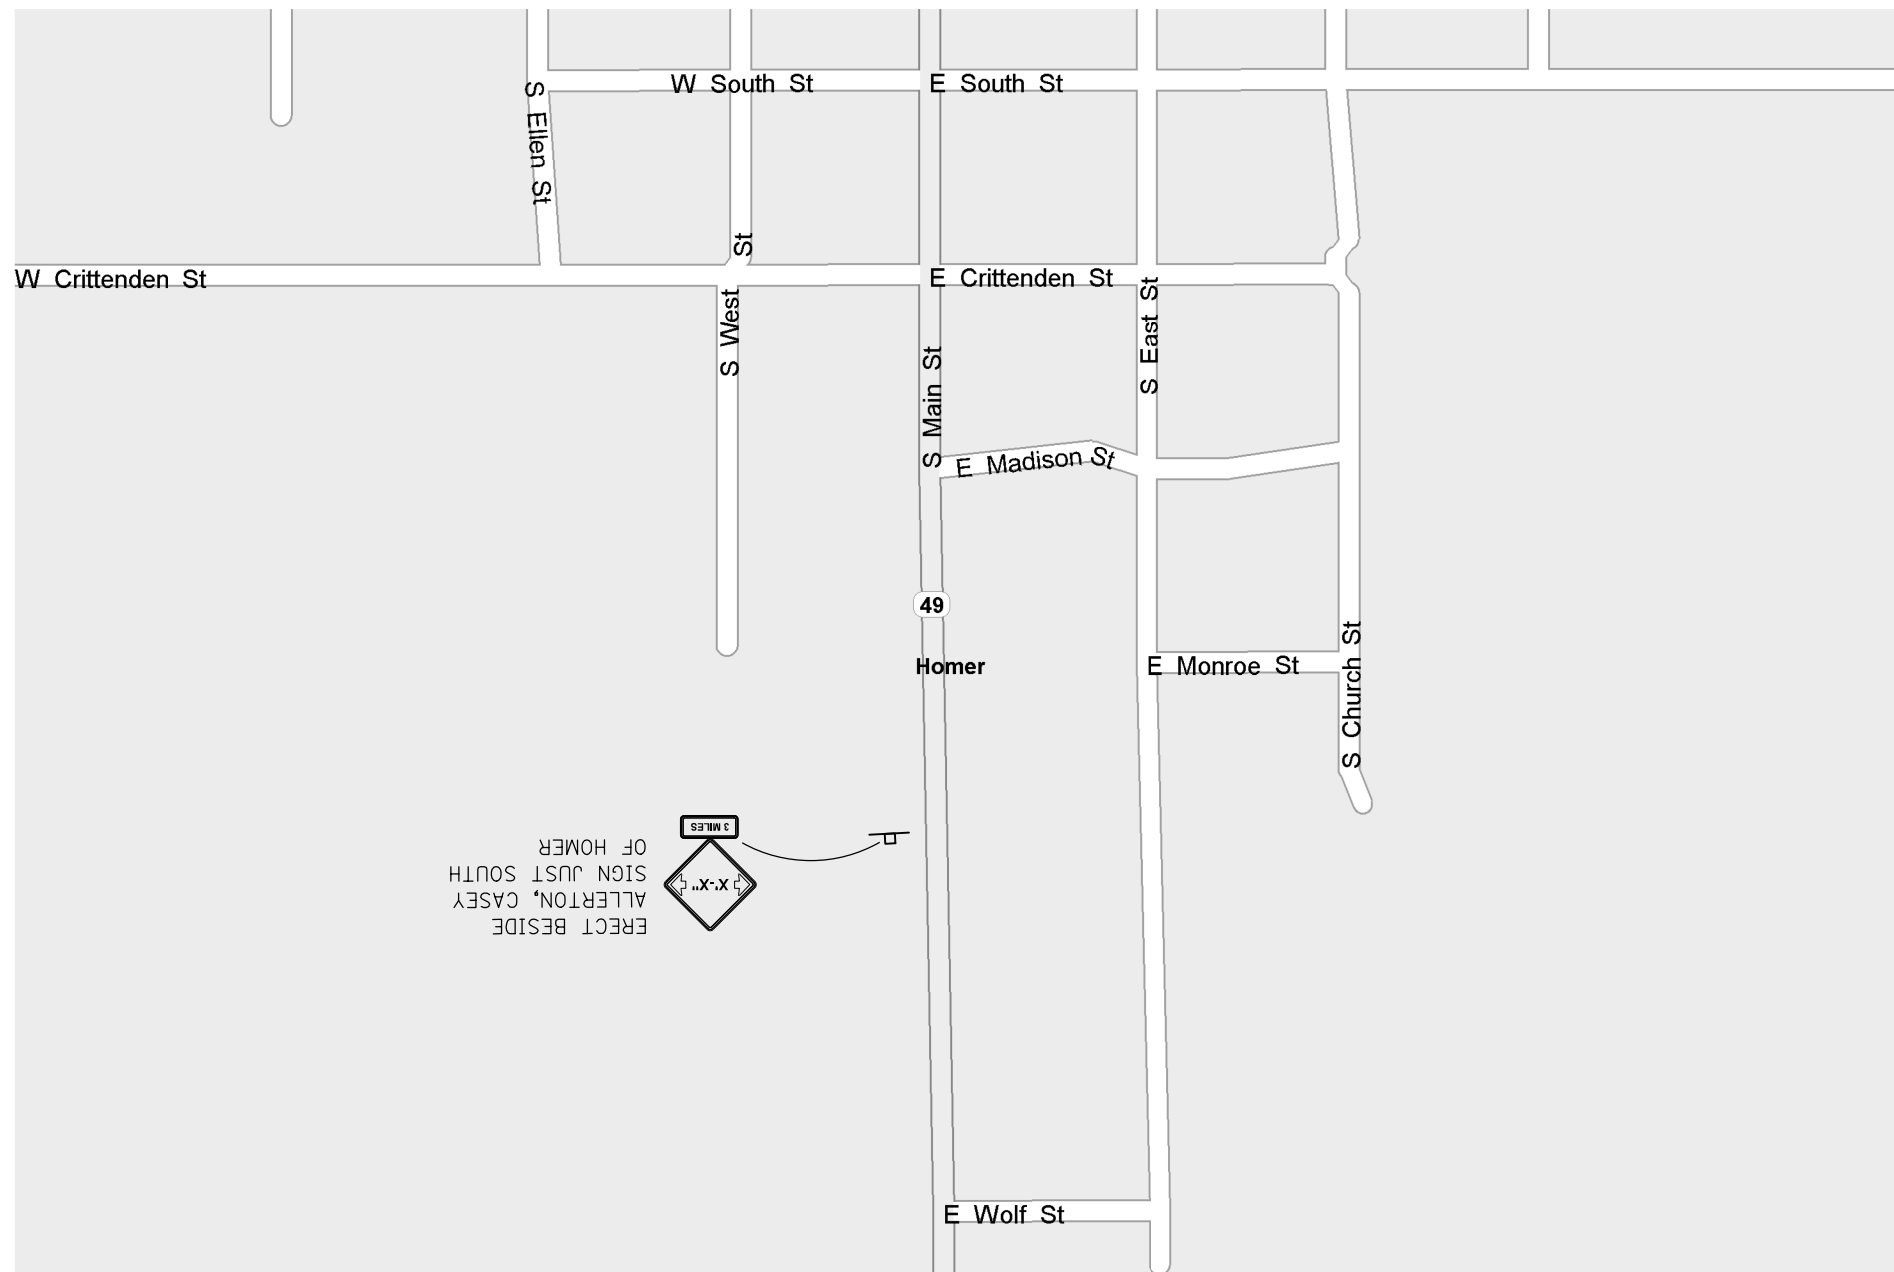 W South St
E South St
S Ellen St
W Crittenden St
S West St
E Crittenden St
S East St
S Main St
E Madison St
49
Homer
E Monroe St
S Church St
ERECT BESIDE
ALLERTON, CASEY
SIGN JUST SOUTH
OF HOMER
X'-X"
3 MILES
E Wolf St